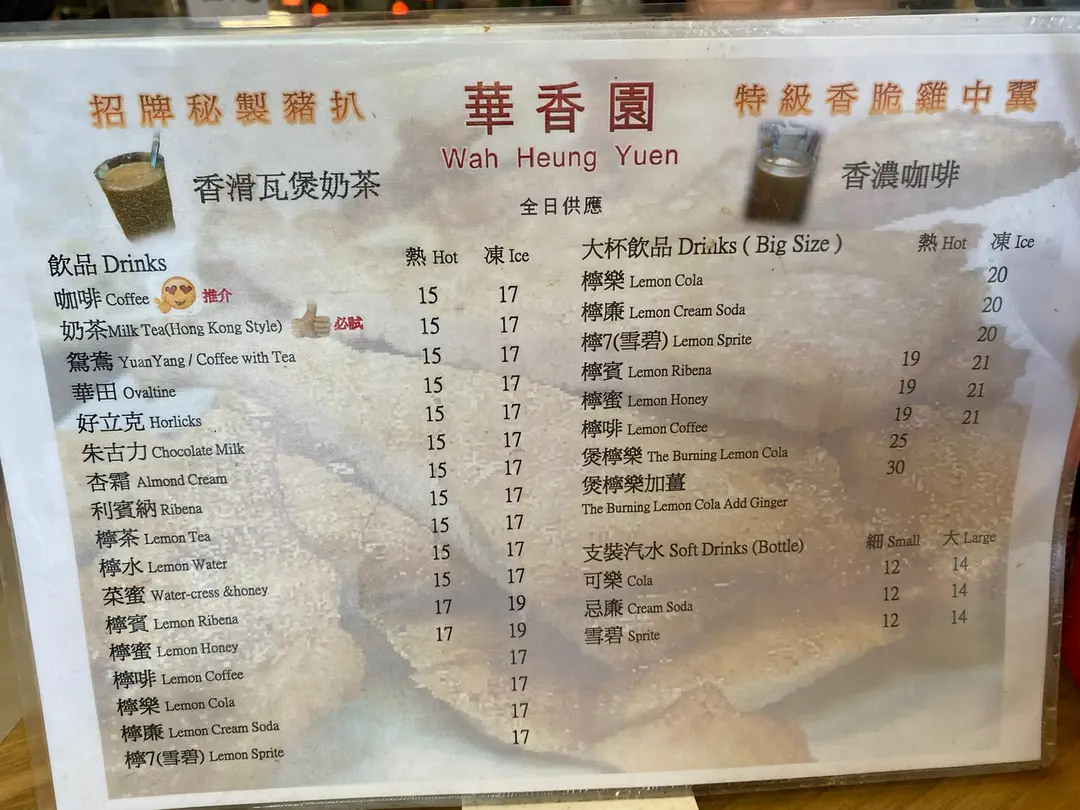 招牌秘製豬扒
華香園
特級香脆雞中翼
Wah Heung Yuen
香滑瓦煲奶茶
香濃咖啡
全日供應
飲品 Drinks 熱 Hot 凍 Ice
咖啡 Coffee 推介 15 17
奶茶Milk Tea(Hong Kong Style) 必試 15 17
鴛鴦 YuanYang / Coffee with Tea 15 17
華田 Ovaltine 15 17
好立克 Horlicks 15 17
朱古力 Chocolate Milk 15 17
杏霜 Almond Cream 15 17
利賓納 Ribena 15 17
檸茶 Lemon Tea 15 17
檸水 Lemon Water 15 17
菜蜜 Water-cress &honey 15 17
檸賓 Lemon Ribena 17 19
檸蜜 Lemon Honey 17 19
檸啡 Lemon Coffee 17
檸樂 Lemon Cola 17
檸廉 Lemon Cream Soda 17
檸7(雪碧) Lemon Sprite 17
大杯飲品 Drinks ( Big Size ) 熱 Hot 凍 Ice
檸樂 Lemon Cola 20
檸廉 Lemon Cream Soda 20
檸7(雪碧) Lemon Sprite 20
檸賓 Lemon Ribena 19 21
檸蜜 Lemon Honey 19 21
檸啡 Lemon Coffee 19 21
煲檸樂 The Burning Lemon Cola 25
煲檸樂加薑 30
The Burning Lemon Cola Add Ginger
支裝汽水 Soft Drinks (Bottle) 細 Small 大 Large
可樂 Cola 12 14
忌廉 Cream Soda 12 14
雪碧 Sprite 12 14